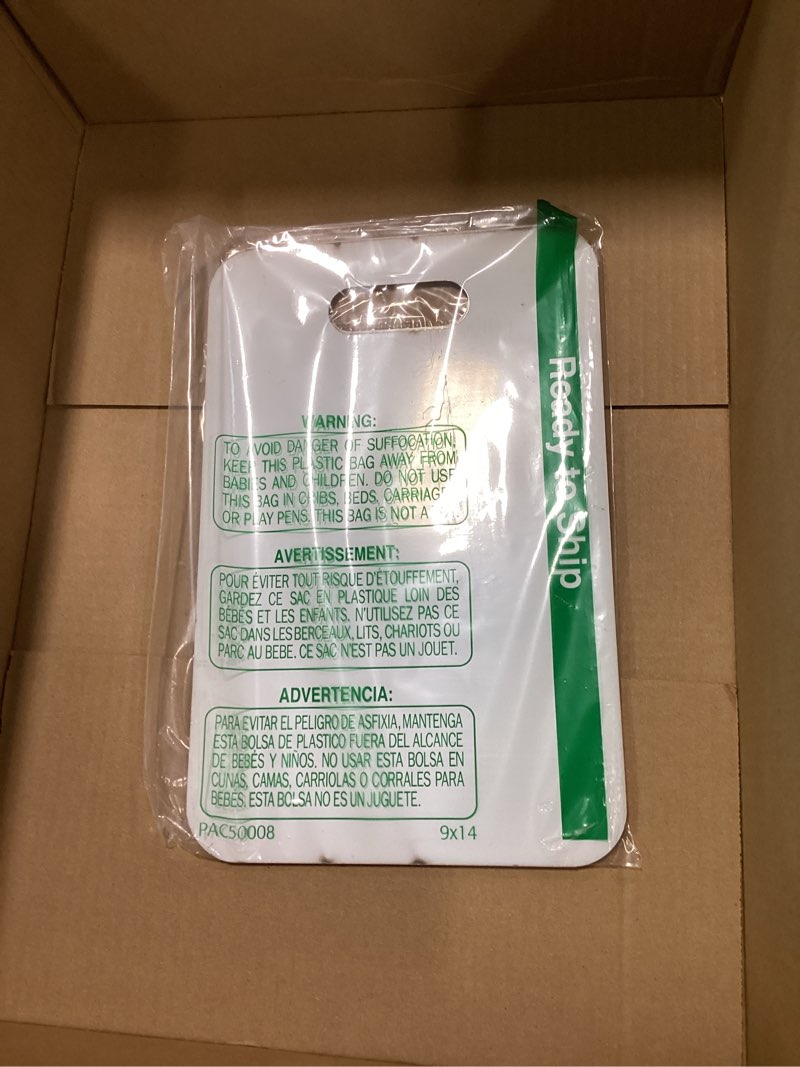 WARNING:
TO AVOID DANGER OF SUFFOCATION,
KEEP THIS PLASTIC BAG AWAY FROM
BABIES AND CHILDREN. DO NOT USE
THIS BAG IN CRIBS, BEDS, CARRIAGE
OR PLAY PENS. THIS BAG IS NOT A
AVERTISSEMENT:
POUR ÉVITER TOUT RISQUE D'ÉTOUFFEMENT,
GARDEZ CE SAC EN PLASTIQUE LOIN DES
BÉBÉS ET LES ENFANTS. N'UTILISEZ PAS CE
SAC DANS LES BERCEAUX, LITS, CHARIOTS OU
PARC AU BEBE. CE SAC N'EST PAS UN JOUET.
ADVERTENCIA:
PARA EVITAR EL PELIGRO DE ASFIXIA, MANTENGA
ESTA BOLSA DE PLASTICO FUERA DEL ALCANCE
DE BEBÉS Y NIÑOS. NO USAR ESTA BOLSA EN
CUNAS, CAMAS, CARRIOLAS O CORRALES PARA
BEBES. ESTA BOLSA NO ES UN JUGUETE.
PAC50008 9x14
Ready to Ship